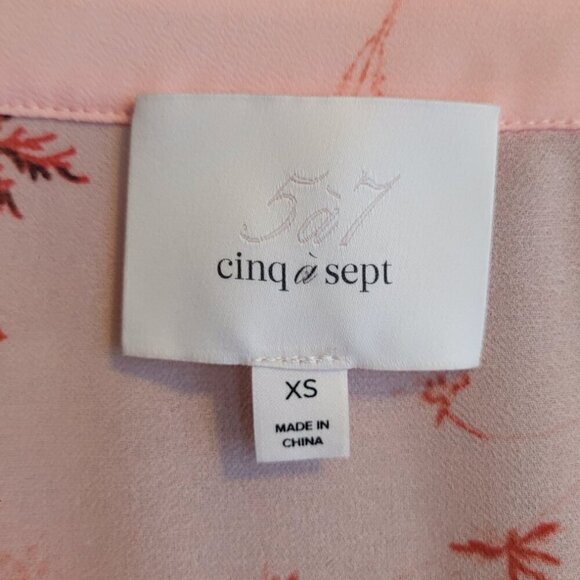 5à7
cinq à sept
XS
MADE IN
CHINA